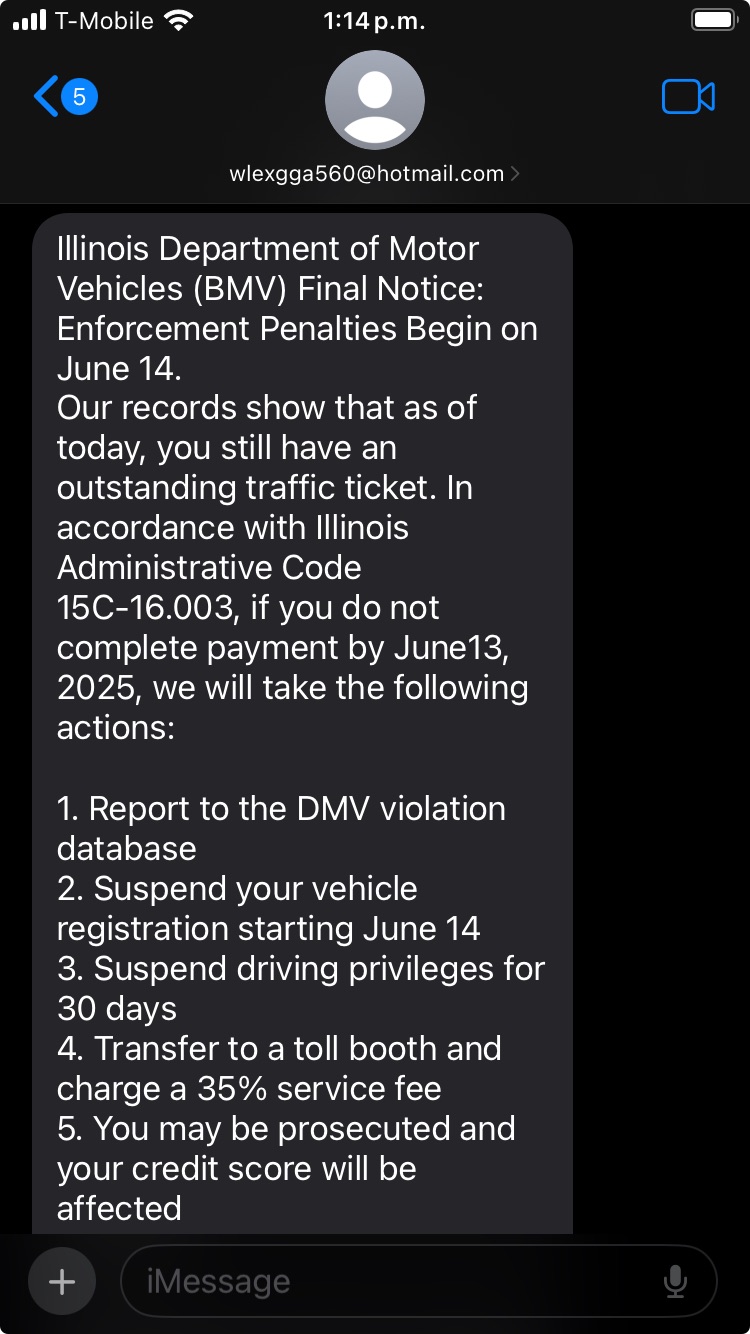 T-Mobile 1:14 p.m.
5
wlexgga560@hotmail.com
Illinois Department of Motor
Vehicles (BMV) Final Notice:
Enforcement Penalties Begin on
June 14.
Our records show that as of
today, you still have an
outstanding traffic ticket. In
accordance with Illinois
Administrative Code
15C-16.003, if you do not
complete payment by June13,
2025, we will take the following
actions:
1. Report to the DMV violation
database
2. Suspend your vehicle
registration starting June 14
3. Suspend driving privileges for
30 days
4. Transfer to a toll booth and
charge a 35% service fee
5. You may be prosecuted and
your credit score will be
affected
iMessage